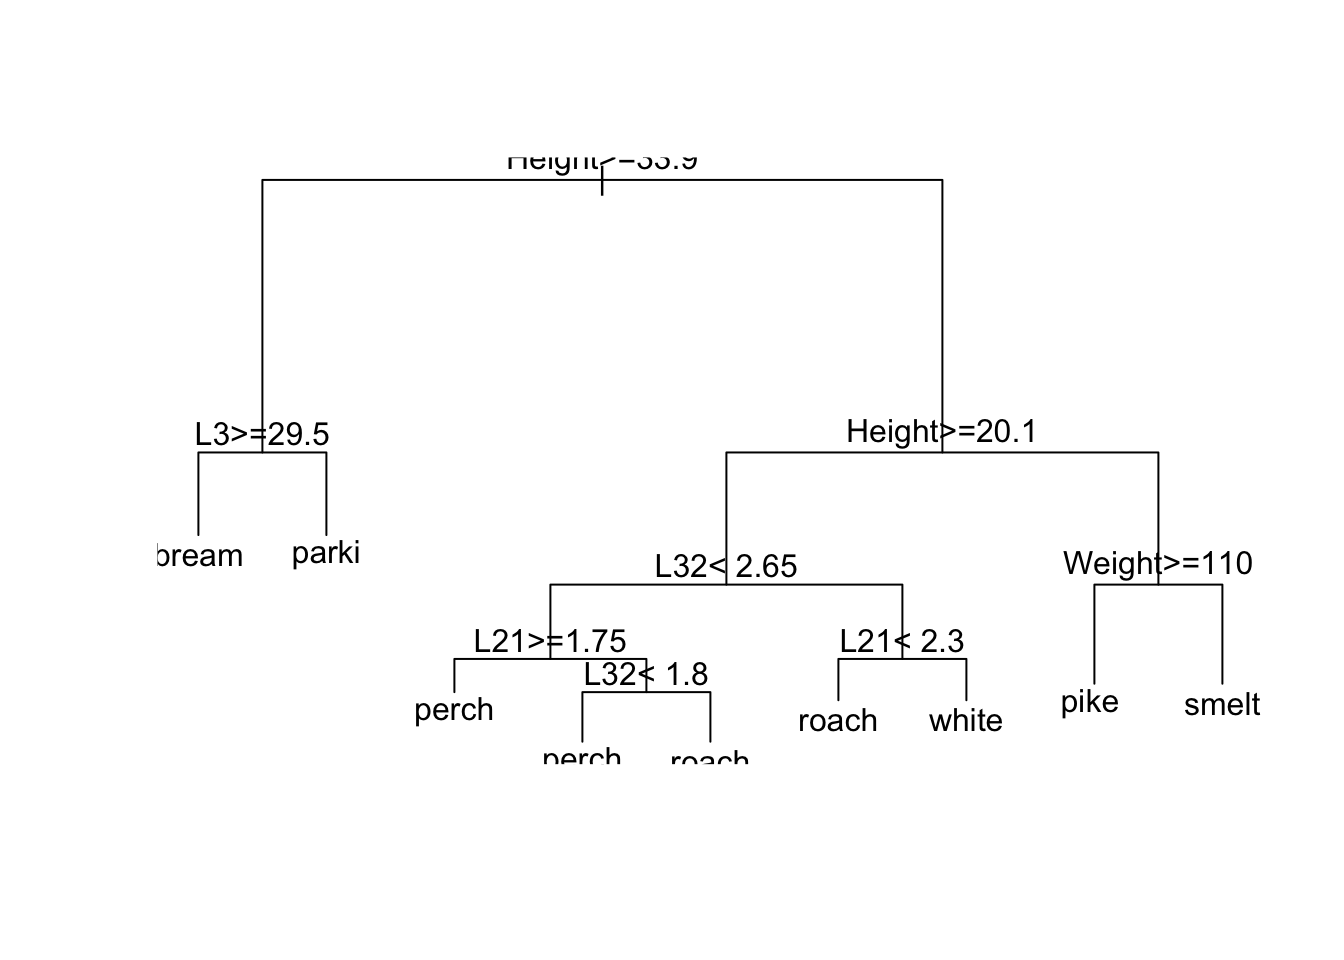 Height>=33.9
L3>=29.5
Height>=20.1
bream
parki
L32< 2.65
Weight>=110
L21>=1.75
L21< 2.3
L32< 1.8
perch
roach
white
pike
smelt
perch
roach